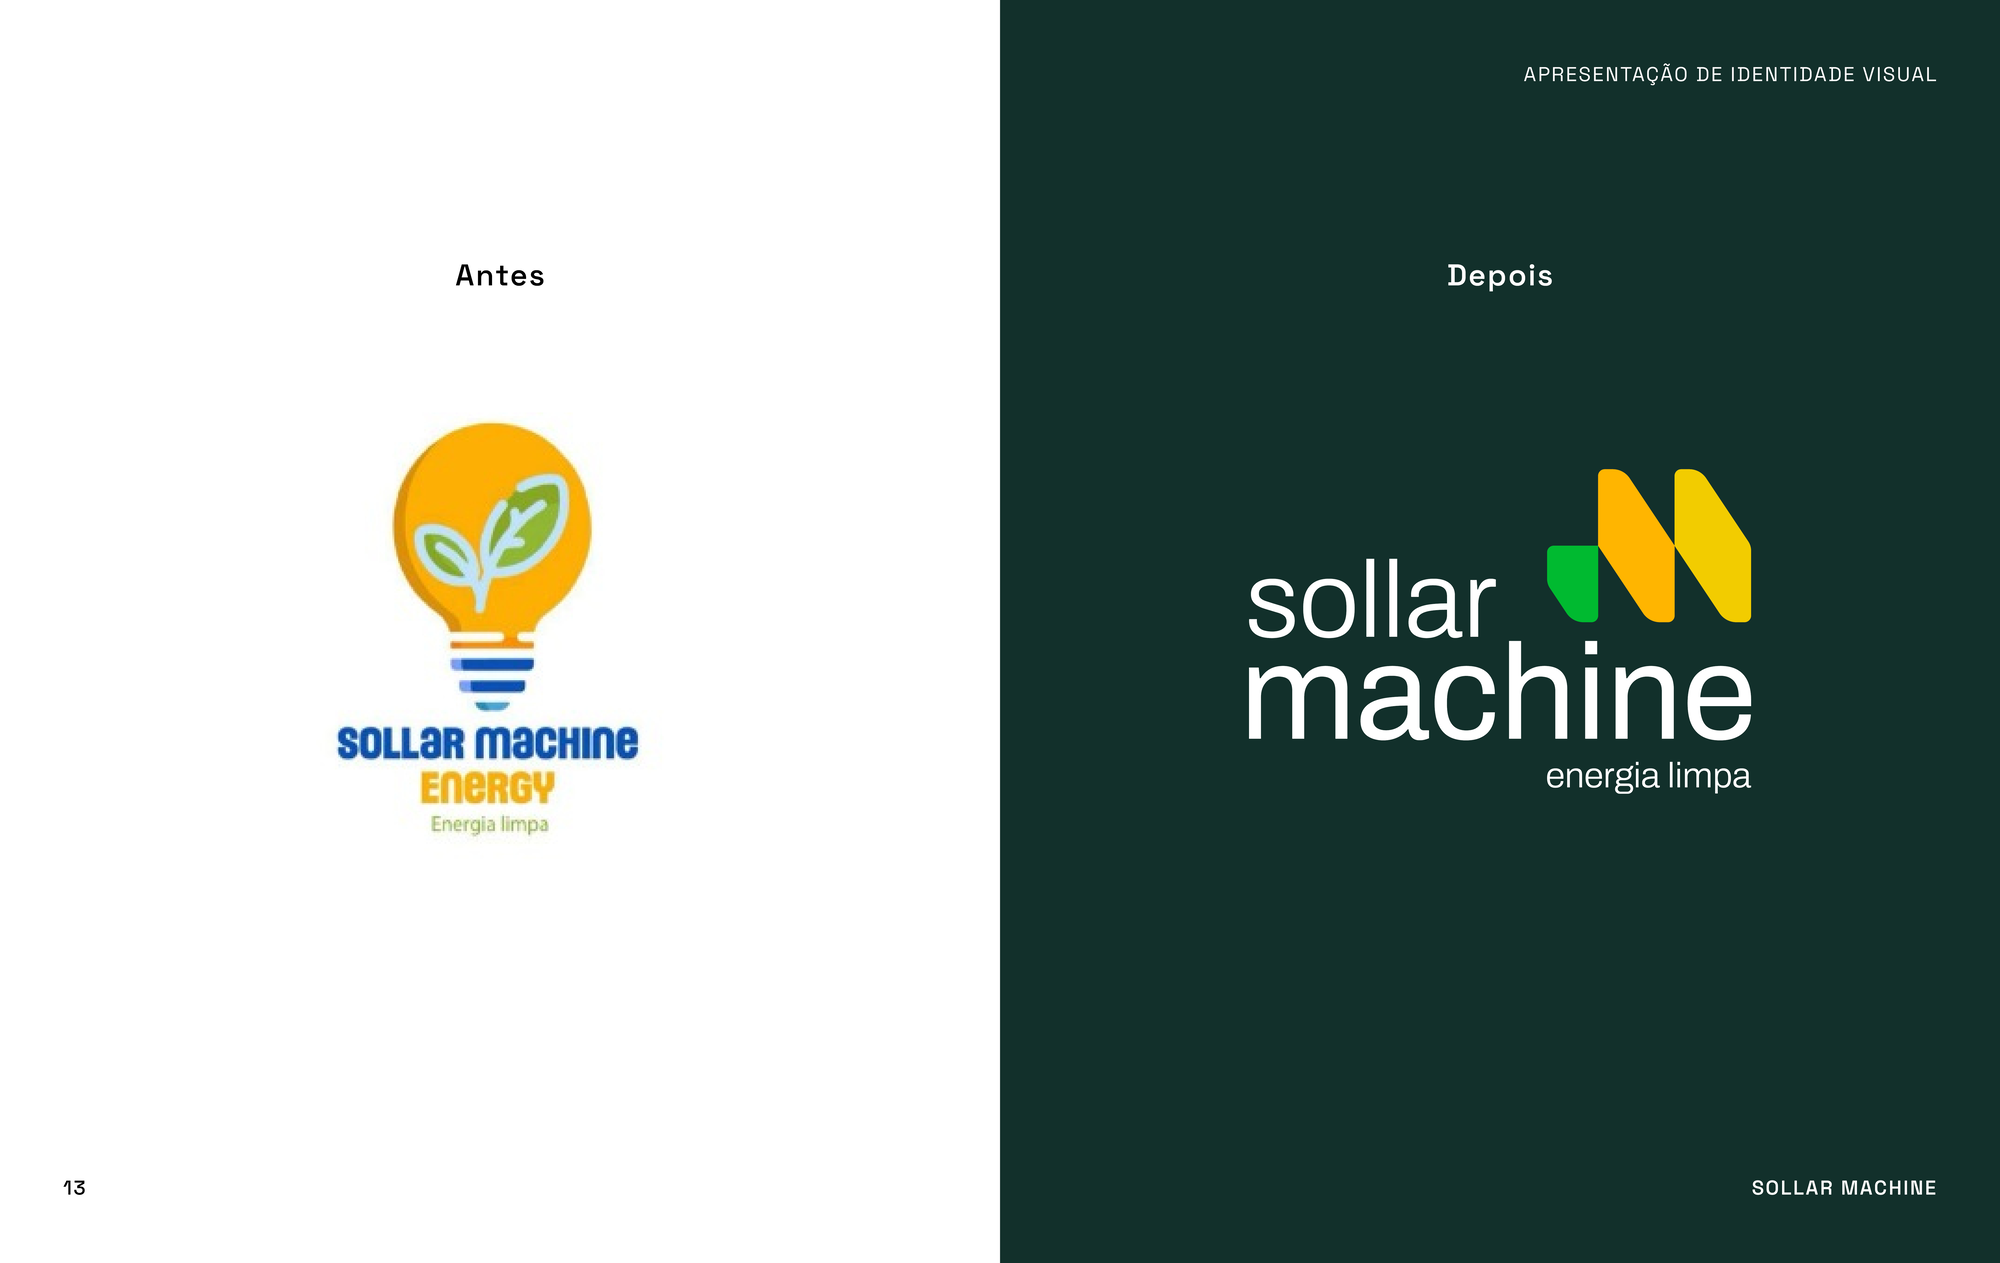 APRESENTAÇÃO DE IDENTIDADE VISUAL
Antes
SOLLAR MACHINE
ENERGY
Energia limpa
Depois
sollar
machine
energia limpa
13
SOLLAR MACHINE